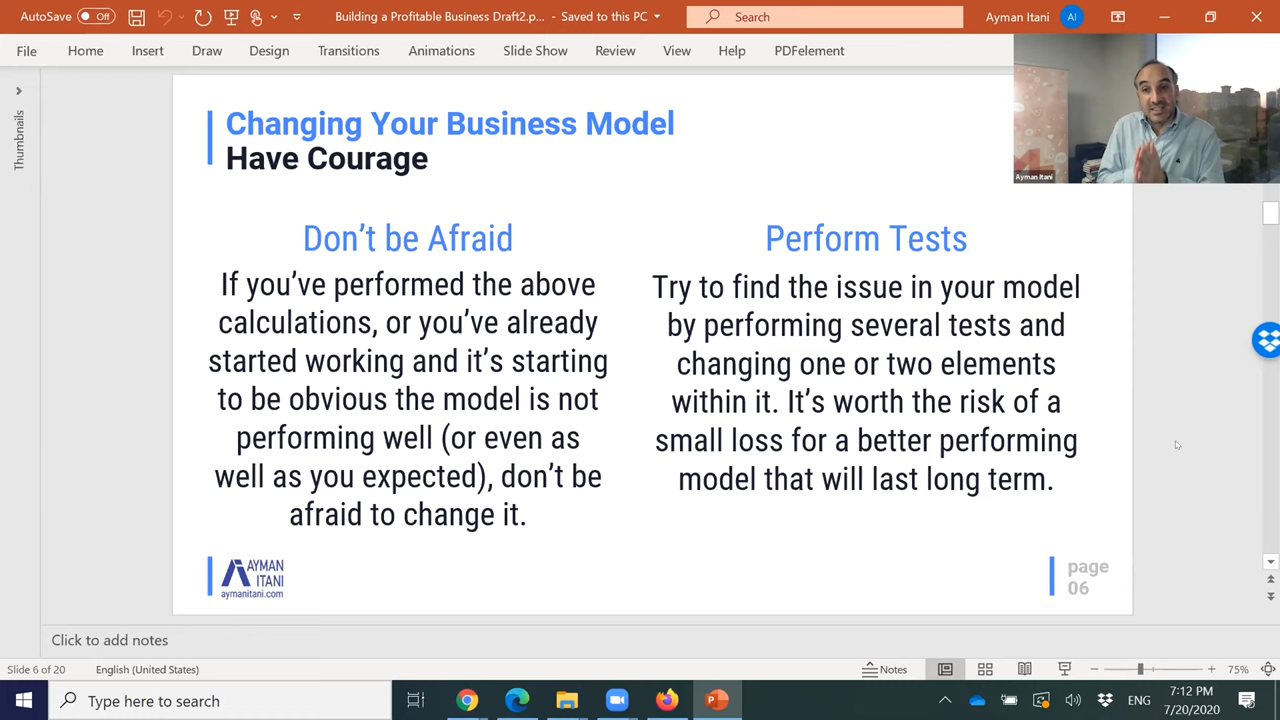 AutoSave Off
Building a Profitable Business Draft2.p... - Saved to this PC
Search
Ayman Itani
AI
File Home Insert Draw Design Transitions Animations Slide Show Review View Help PDFelement
Thumbnails
Ayman Itani
Changing Your Business Model
Have Courage
Don’t be Afraid
If you’ve performed the above
calculations, or you’ve already
started working and it’s starting
to be obvious the model is not
performing well (or even as
well as you expected), don’t be
afraid to change it.
Perform Tests
Try to find the issue in your model
by performing several tests and
changing one or two elements
within it. It’s worth the risk of a
small loss for a better performing
model that will last long term.
AYMAN
ITANI
aymanitani.com
page
06
Click to add notes
Slide 6 of 20 English (United States) Notes 75%
Type here to search
ENG
7:12 PM
7/20/2020